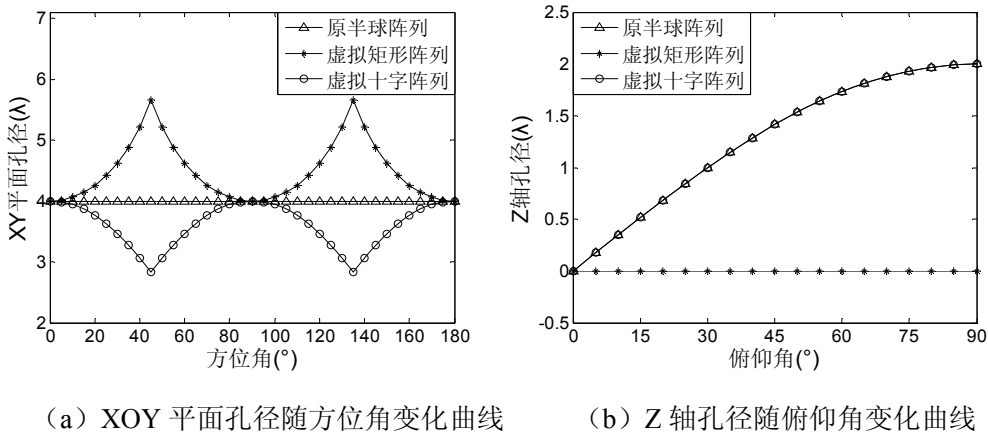 7
6
5
4
3
2
XY平面孔径(λ)
原半球阵列
虚拟矩形阵列
虚拟十字阵列
0 20 40 60 80 100 120 140 160 180
方位角(°)
2.5
2
1.5
1
0.5
0
-0.5
Z轴孔径(λ)
原半球阵列
虚拟矩形阵列
虚拟十字阵列
0 15 30 45 60 75 90
俯仰角(°)
（a）XOY 平面孔径随方位角变化曲线
（b）Z 轴孔径随俯仰角变化曲线